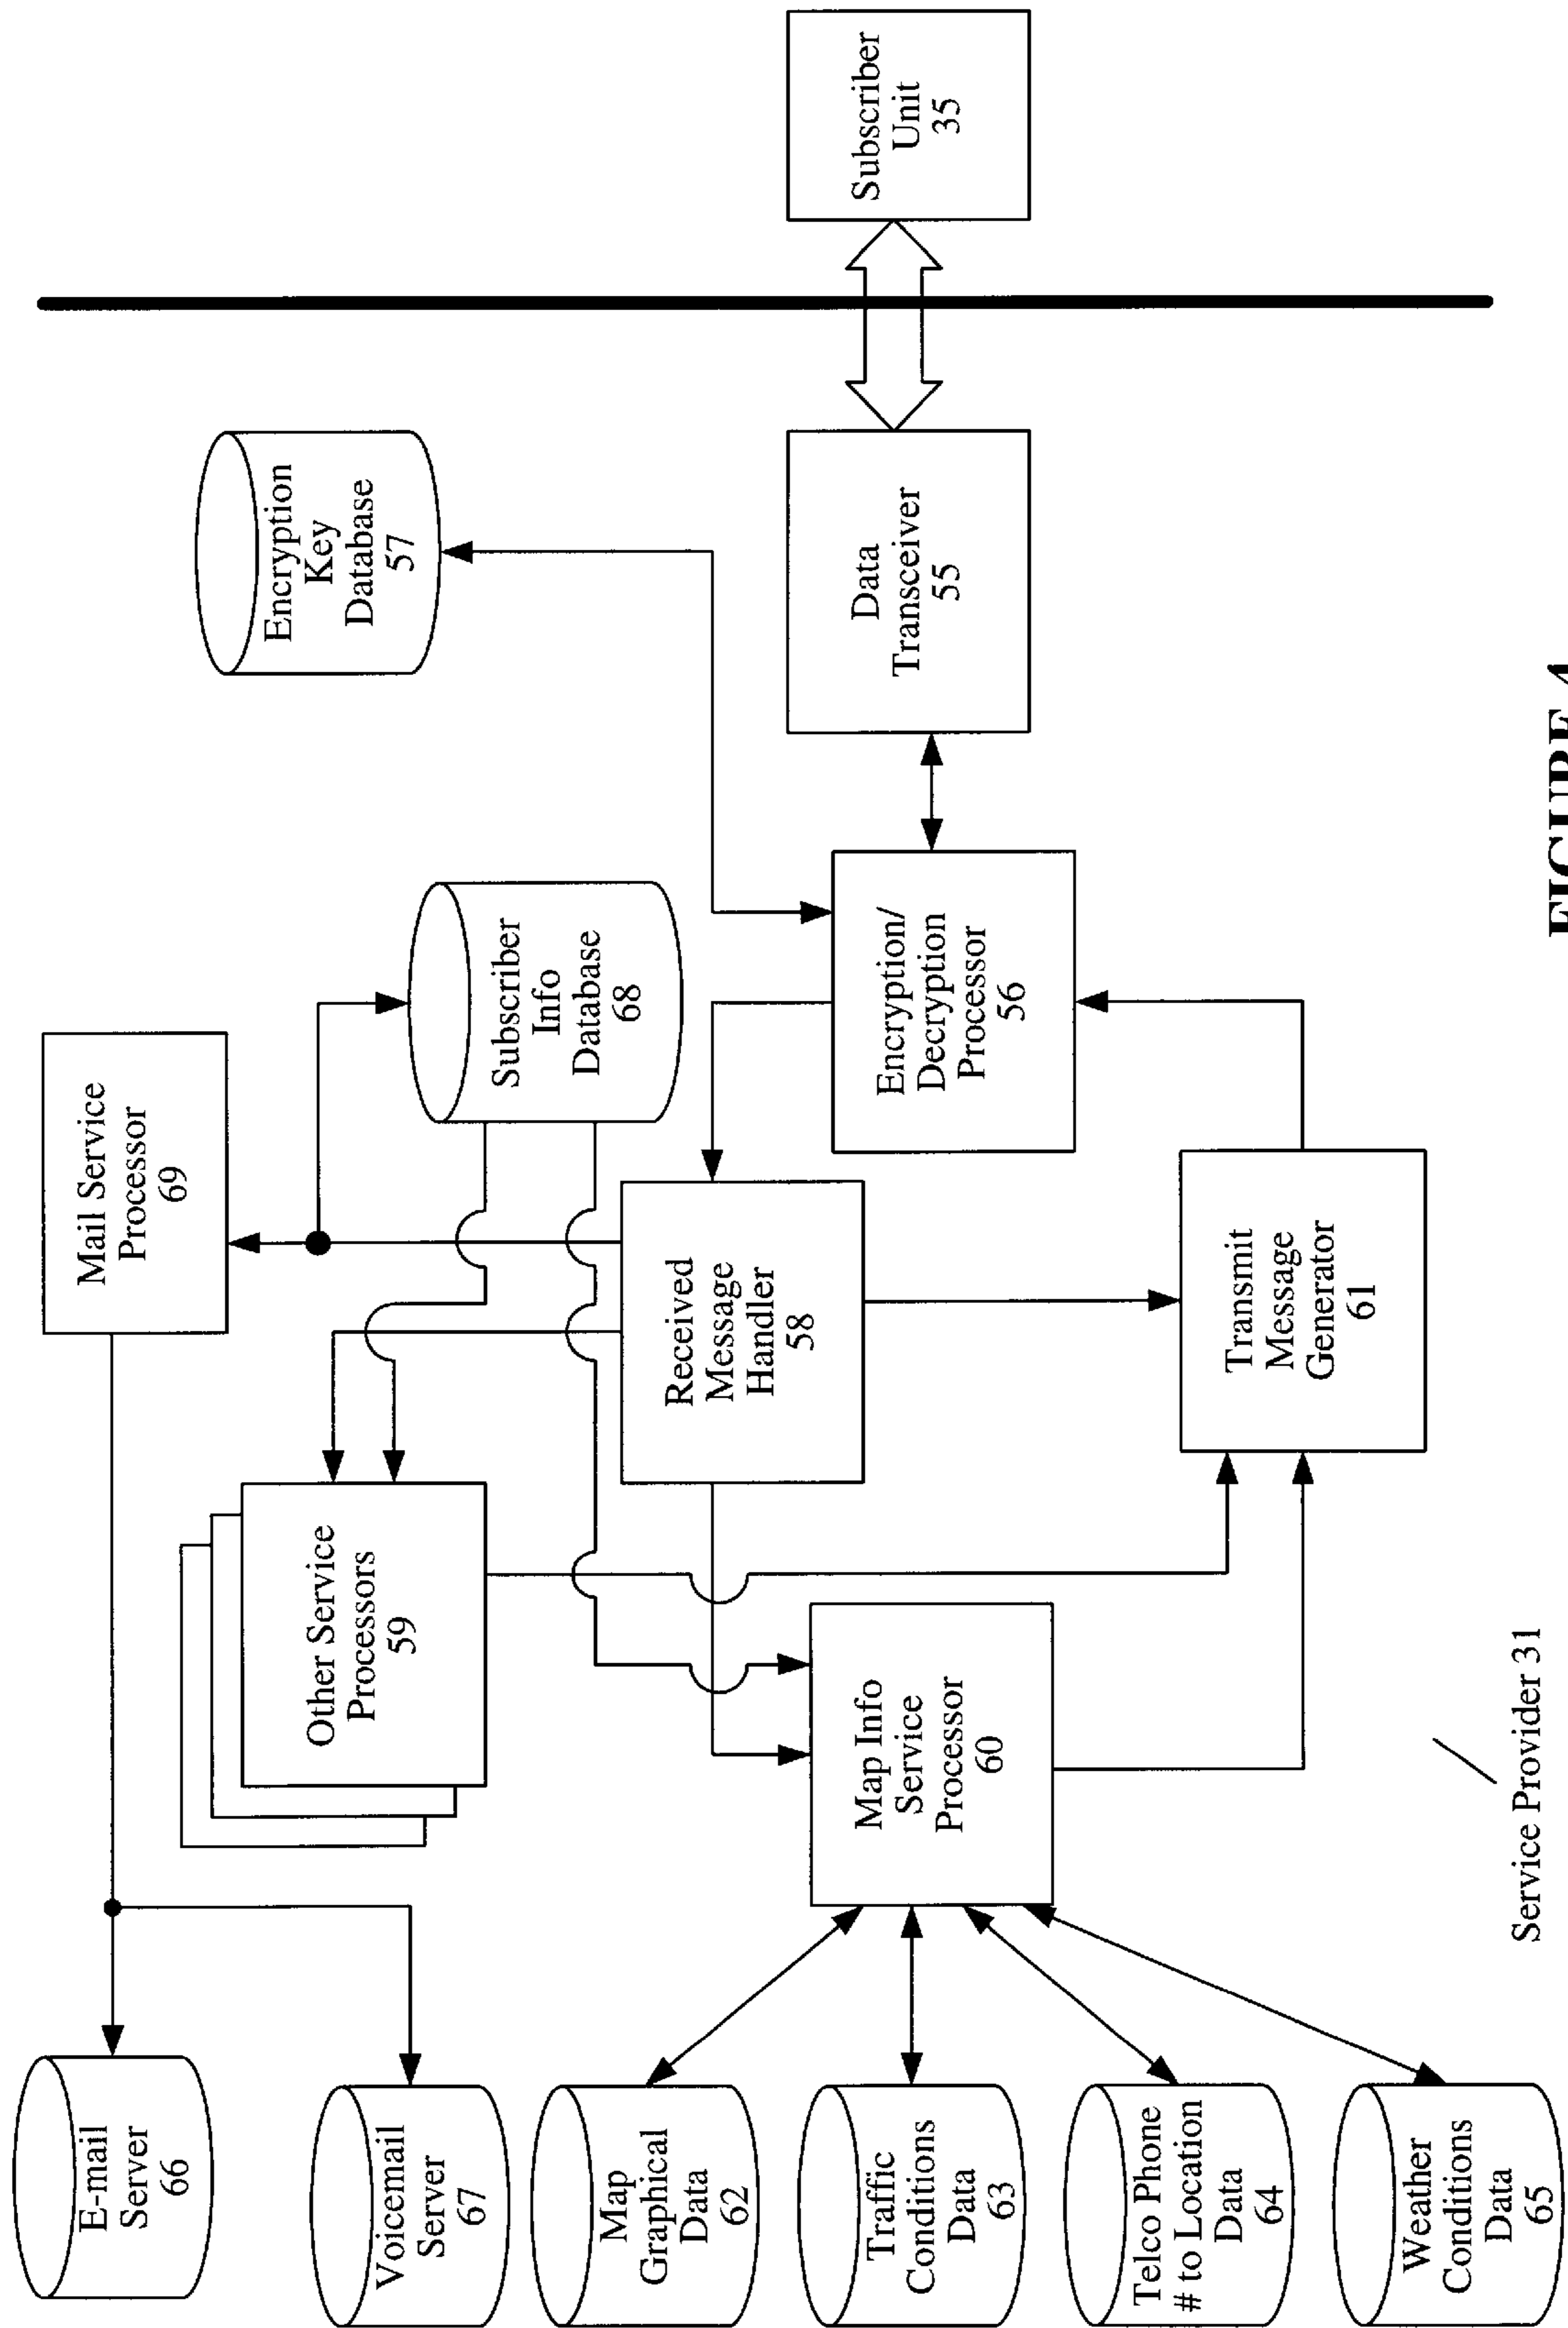 E-mail
Server
66
Voicemail
Server
67
Map
Graphical
Data
62
Traffic
Conditions
Data
63
Telco Phone
# to Location
Data
64
Weather
Conditions
Data
65
Mail Service
Processor
69
Other Service
Processors
59
Map Info
Service
Processor
60
Subscriber
Info
Database
68
Received
Message
Handler
58
Transmit
Message
Generator
61
Encryption
Key
Database
57
Encryption/
Decryption
Processor
56
Data
Transceiver
55
Subscriber
Unit
35
Service Provider 31
FIGURE 4